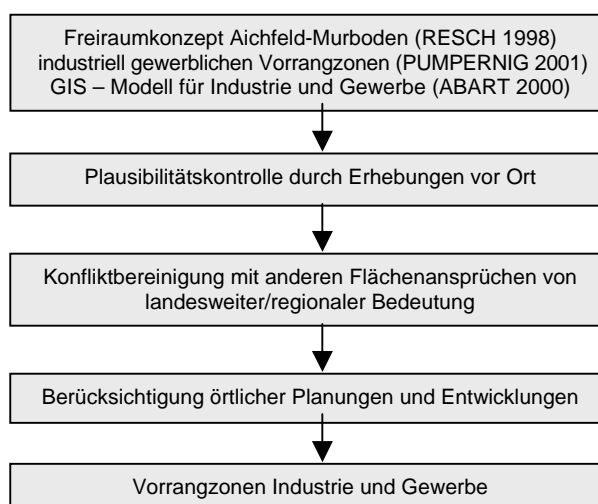 Freiraumkonzept Aichfeld-Murboden (RESCH 1998)
industriell gewerblichen Vorrangzonen (PUMPERNIG 2001)
GIS – Modell für Industrie und Gewerbe (ABART 2000)
Plausibilitätskontrolle durch Erhebungen vor Ort
Konfliktbereinigung mit anderen Flächenansprüchen von
landesweiter/regionaler Bedeutung
Berücksichtigung örtlicher Planungen und Entwicklungen
Vorrangzonen Industrie und Gewerbe